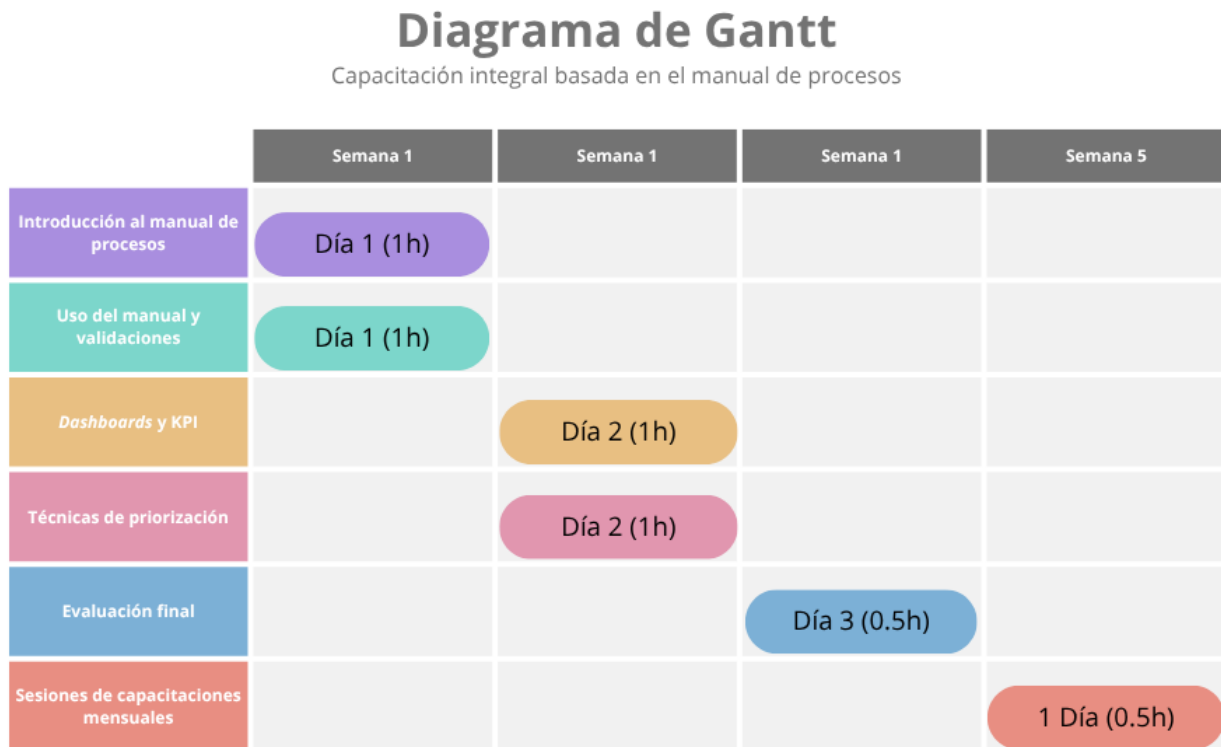 Diagrama de Gantt
Capacitación integral basada en el manual de procesos
Semana 1
Semana 1
Semana 1
Semana 5
Introducción al manual de
procesos
Día 1 (1h)
Uso del manual y
validaciones
Día 1 (1h)
Dashboards y KPI
Día 2 (1h)
Técnicas de priorización
Día 2 (1h)
Evaluación final
Día 3 (0.5h)
Sesiones de capacitaciones
mensuales
1 Día (0.5h)